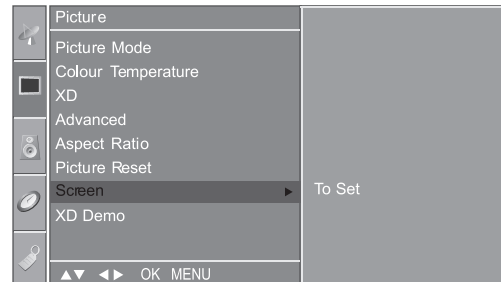 Picture
Picture Mode
Colour Temperature
XD
Advanced
Aspect Ratio
Picture Reset
Screen ▶ To Set
XD Demo
▲▼ ◀▶ OK MENU